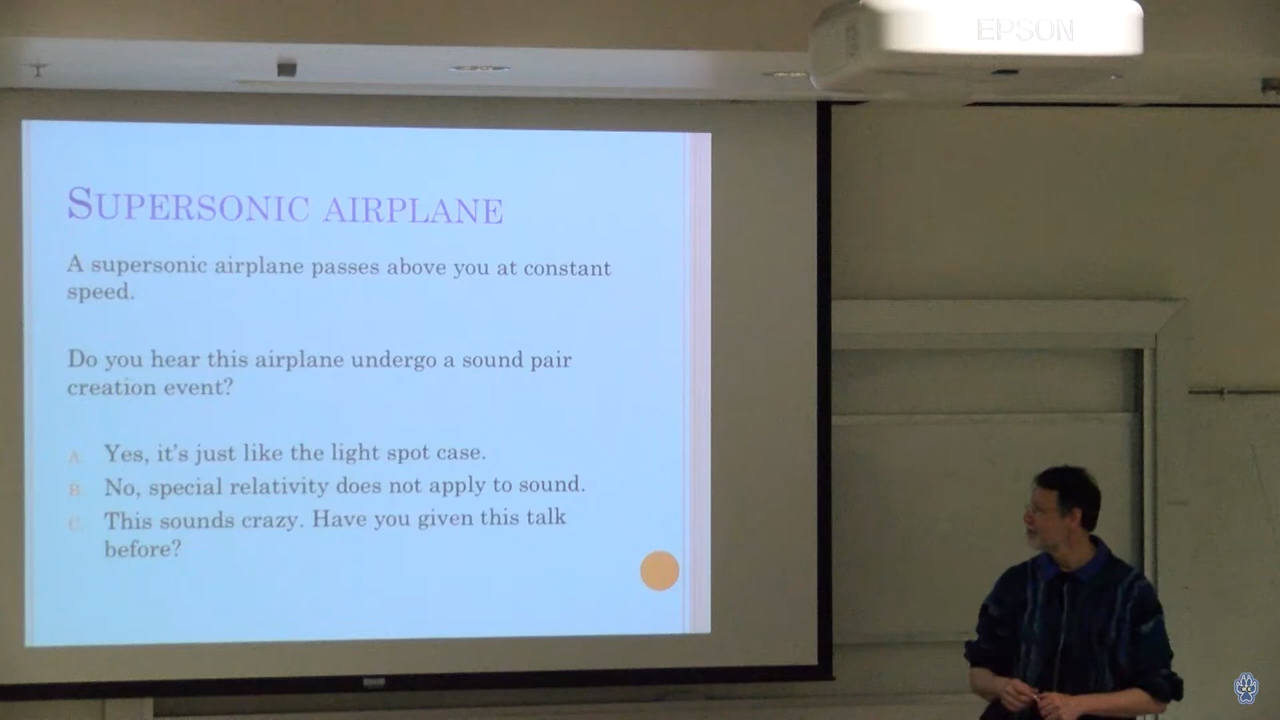 EPSON
SUPERSONIC AIRPLANE
A supersonic airplane passes above you at constant
speed.
Do you hear this airplane undergo a sound pair
creation event?
A. Yes, it's just like the light spot case.
B. No, special relativity does not apply to sound.
C. This sounds crazy. Have you given this talk
before?